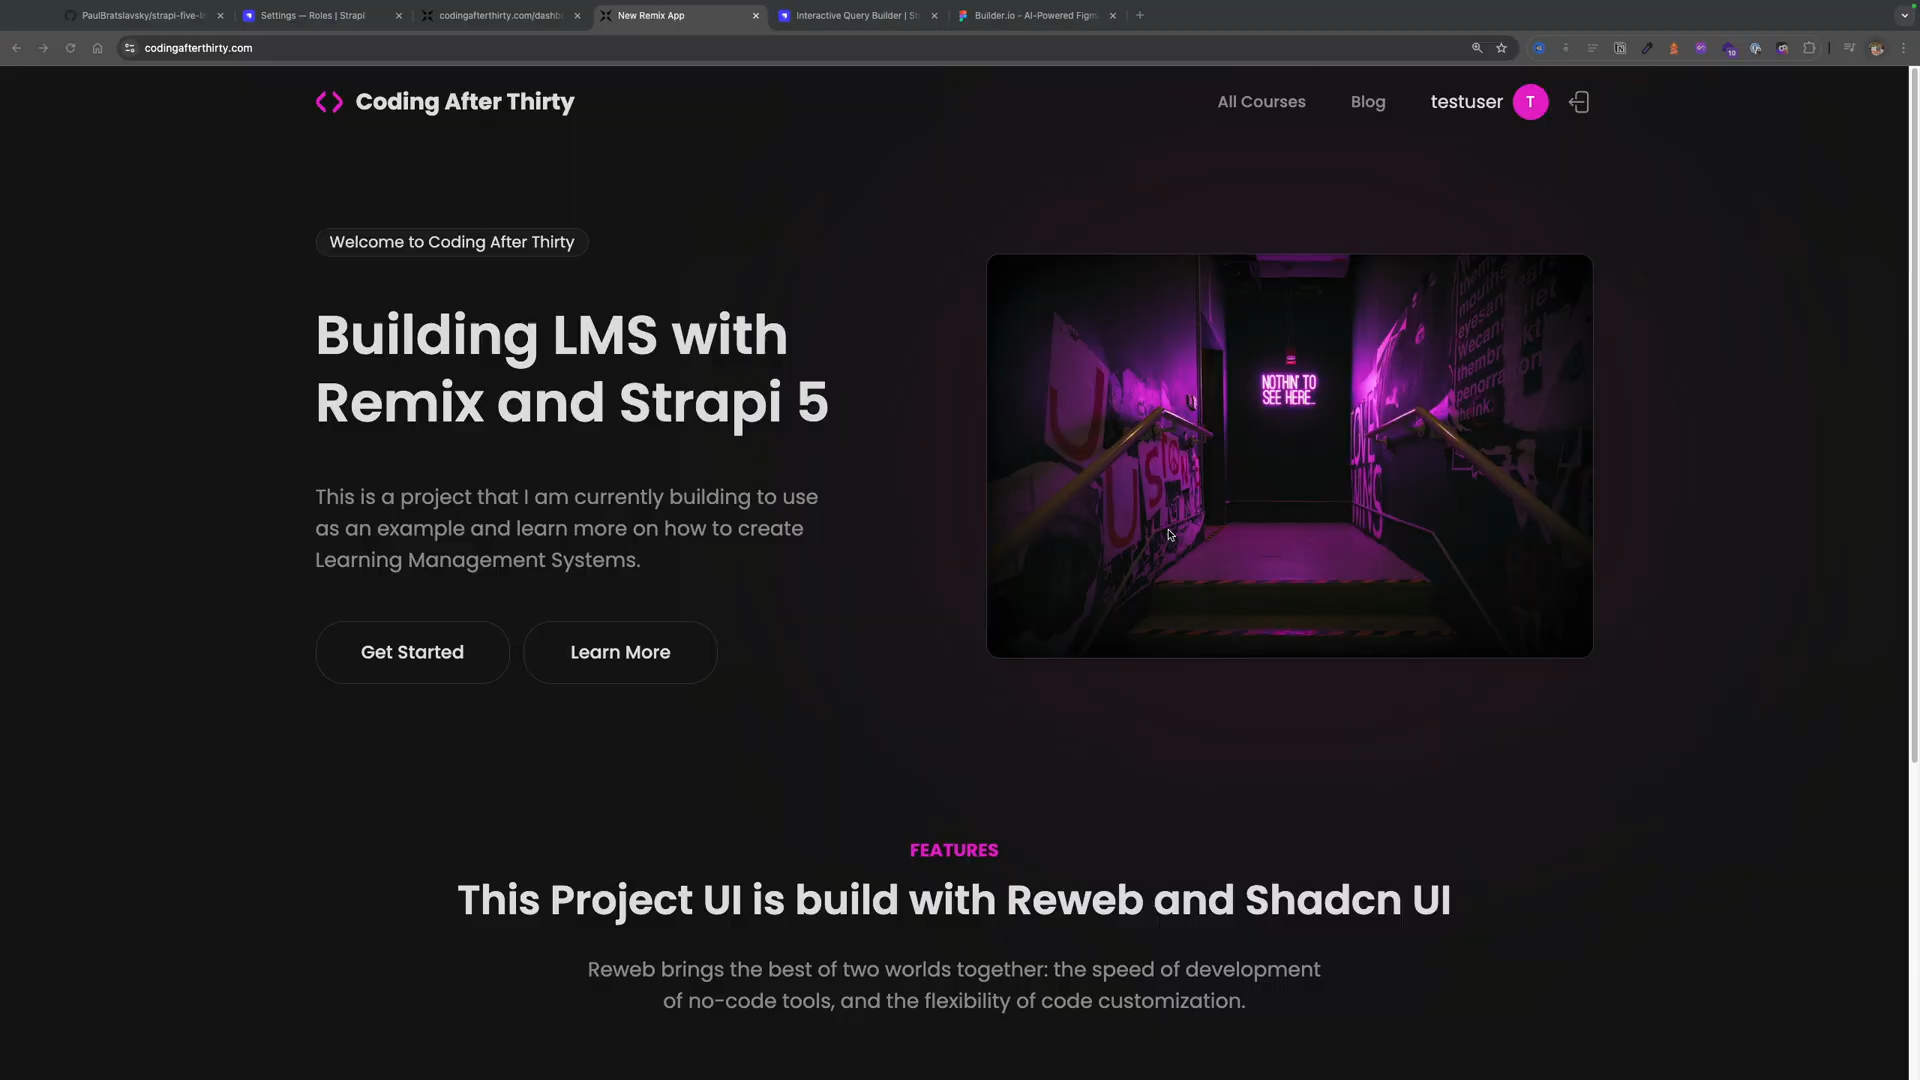 PaulBratslavsky/strapi-five-l
Settings — Roles | Strapi
codingafterthirty.com/dashb
New Remix App
Interactive Query Builder | St
Builder.io - AI-Powered Figm
codingafterthirty.com
10
Coding After Thirty
All Courses
Blog
testuser
T
Welcome to Coding After Thirty
Building LMS with
Remix and Strapi 5
This is a project that I am currently building to use
as an example and learn more on how to create
Learning Management Systems.
Get Started
Learn More
NOTHIN' TO
SEE HERE...
FEATURES
This Project UI is build with Reweb and Shadcn UI
Reweb brings the best of two worlds together: the speed of development
of no-code tools, and the flexibility of code customization.